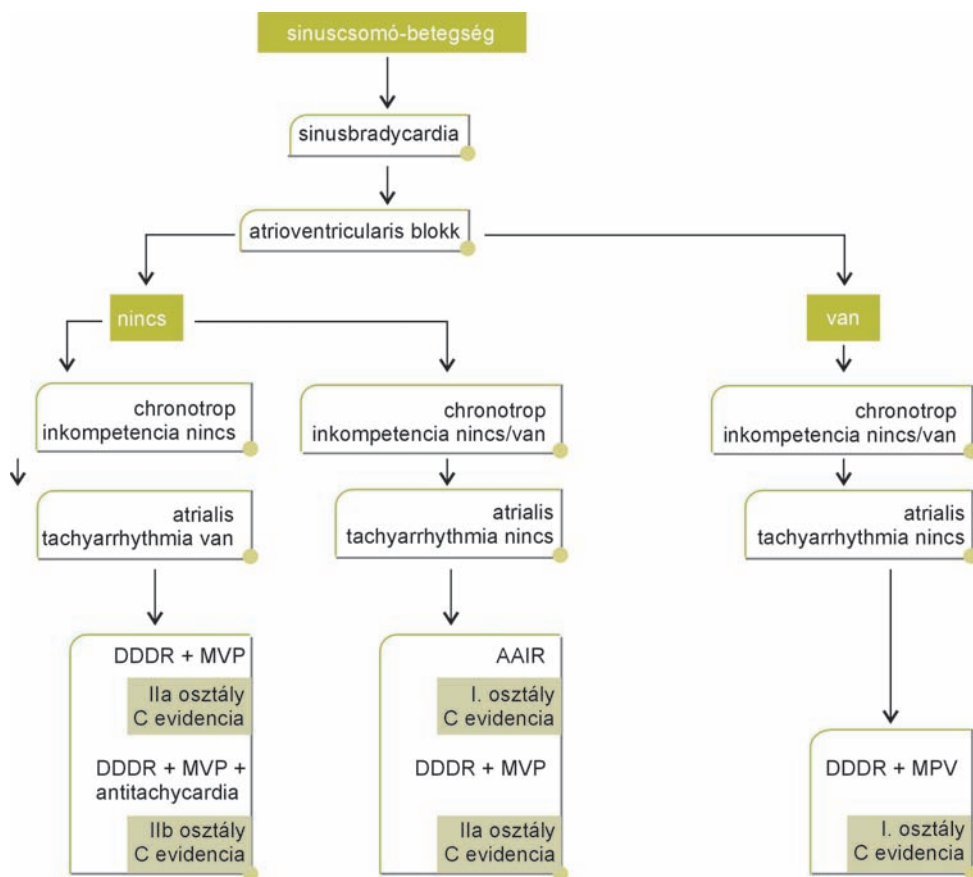 sinuscsomó-betegség
sinusbradycardia
atrioventricularis blokk
nincs
van
chronotrop
inkompetencia nincs
chronotrop
inkompetencia nincs/van
chronotrop
inkompetencia nincs/van
atrialis
tachyarrhythmia van
atrialis
tachyarrhythmia nincs
atrialis
tachyarrhythmia nincs
DDDR + MVP
IIa osztály
C evidencia
DDDR + MVP +
antitachycardia
IIb osztály
C evidencia
AAIR
I. osztály
C evidencia
DDDR + MVP
IIa osztály
C evidencia
DDDR + MPV
I. osztály
C evidencia